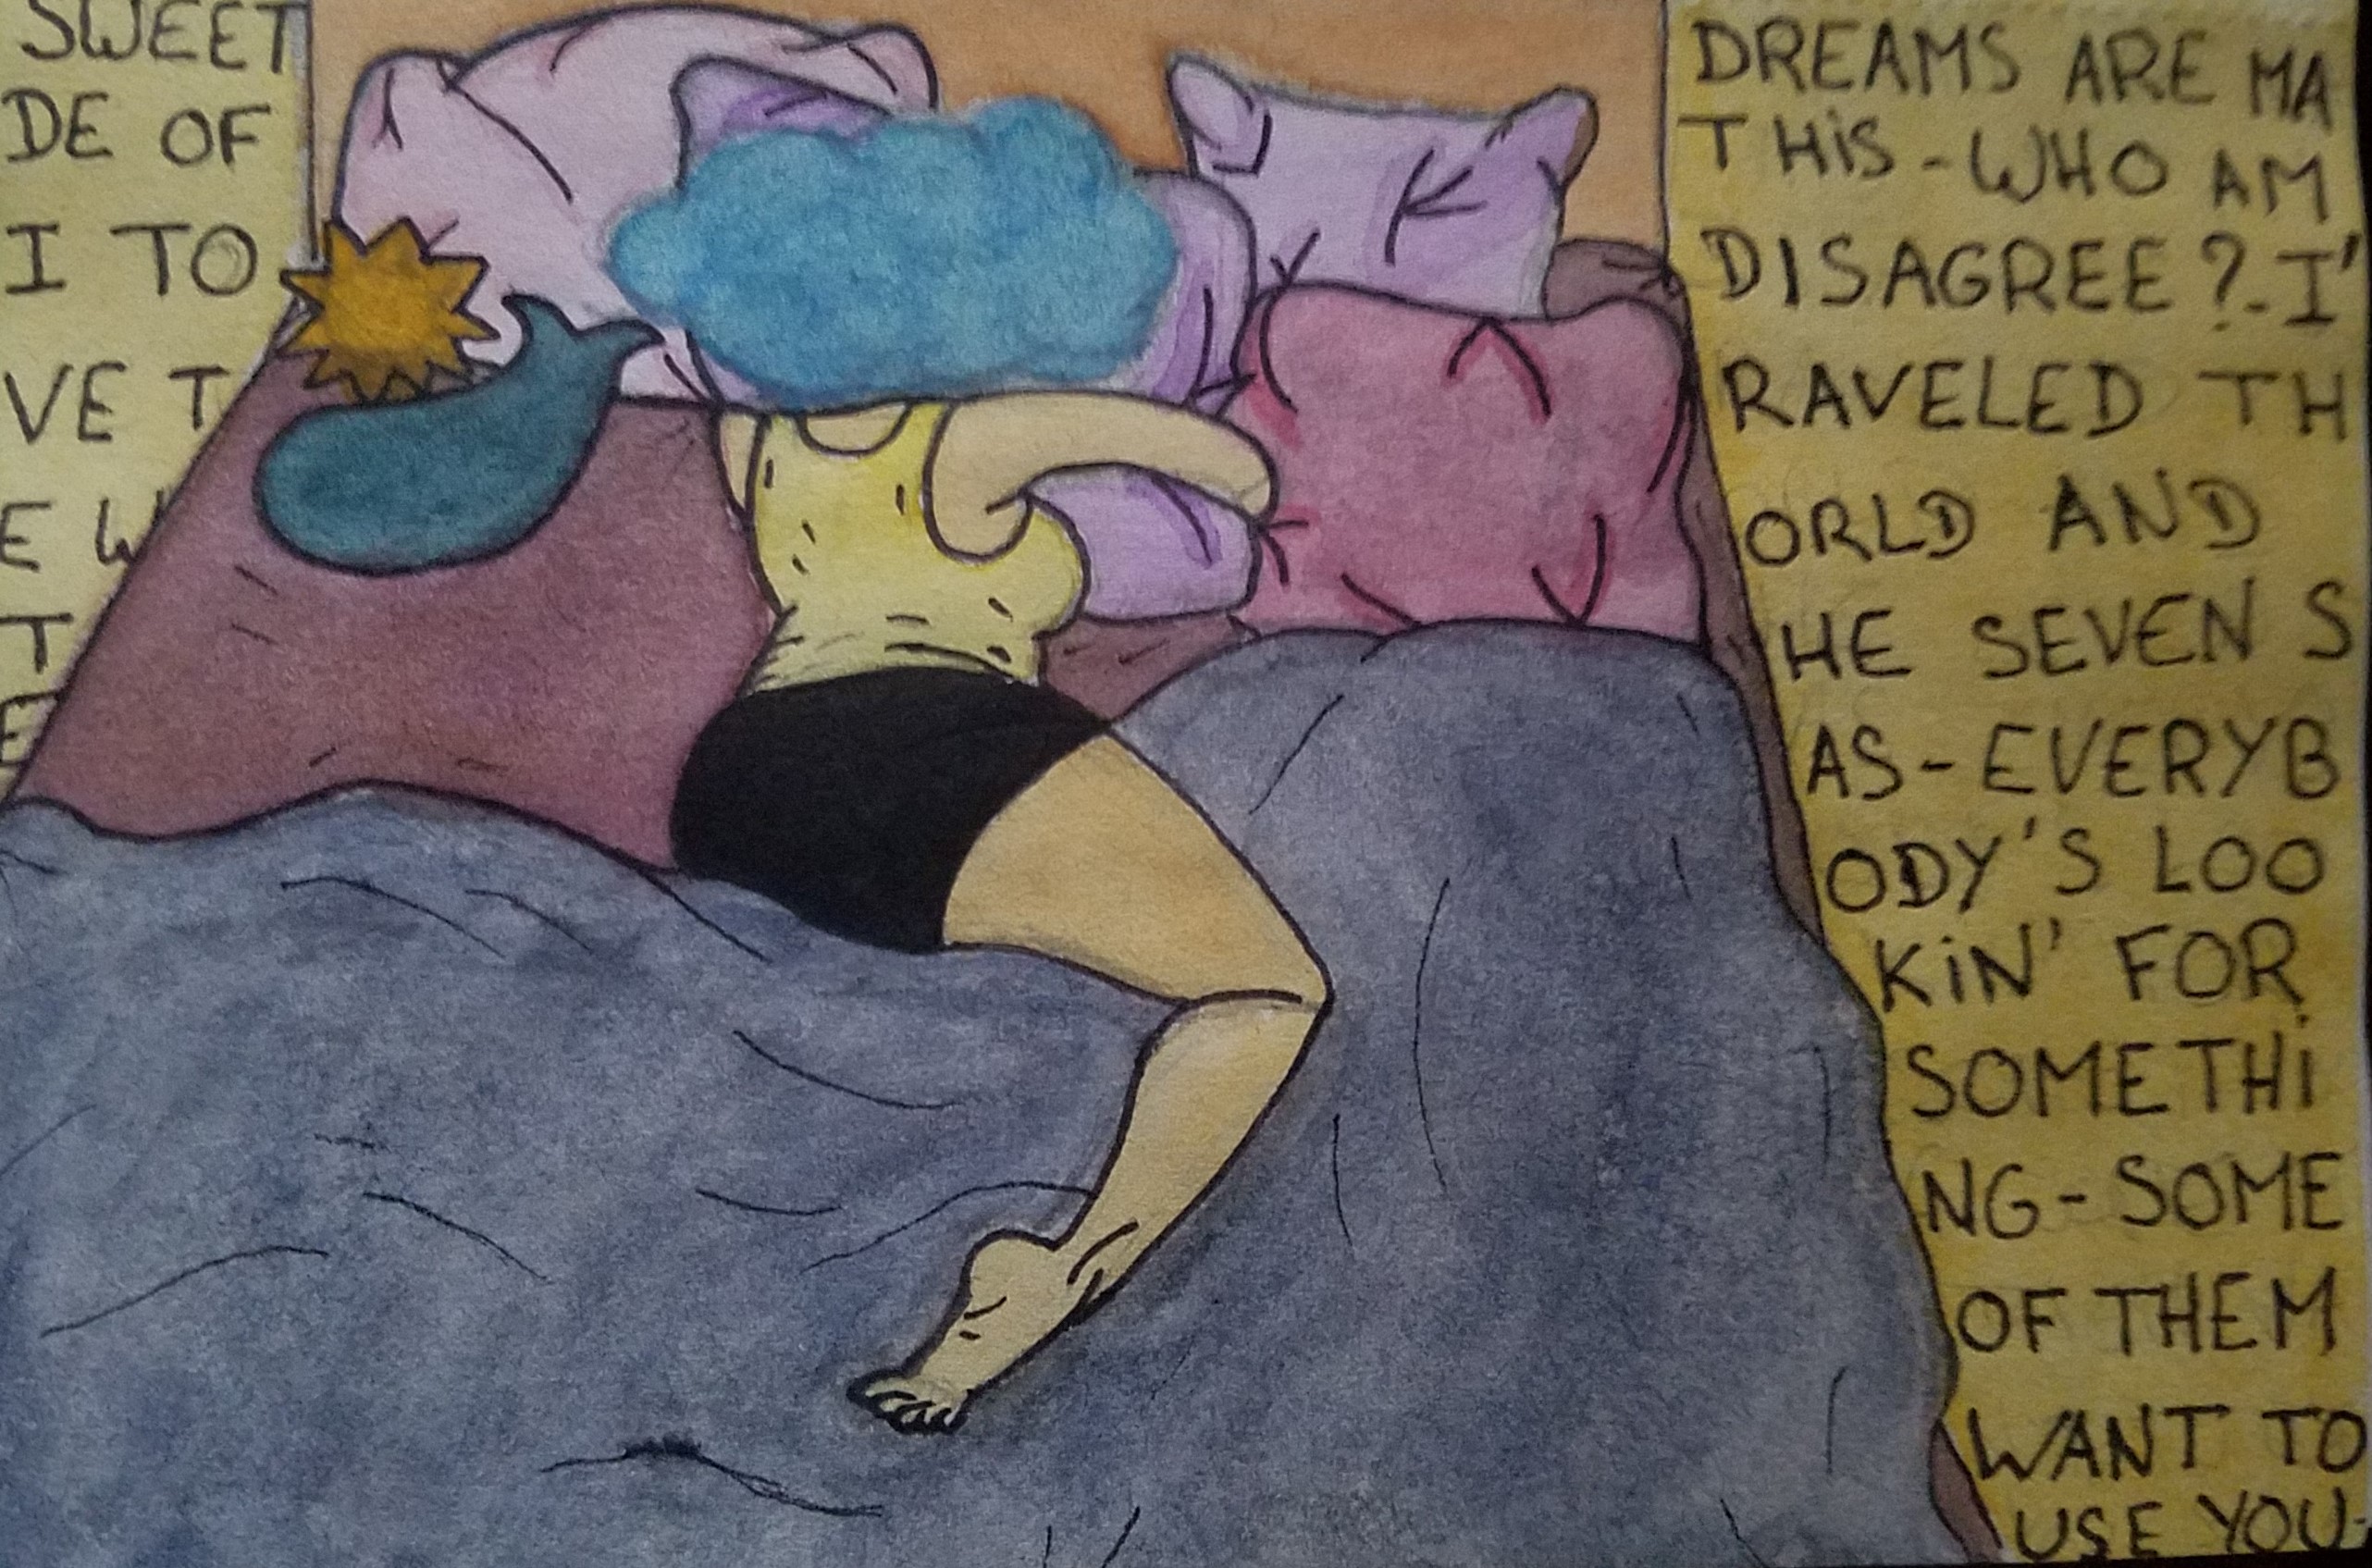 SWEET DREAMS ARE MA
DE OF THiS - WHO AM
I TO DISAGREE? - I'
VE T RAVELED TH
E W ORLD AND
T HE SEVEN S
E AS - EVERYB
ODY'S LOO
KiN' FOR
SOMETHi
NG - SOME
OF THEM
WANT TO
USE YOU -